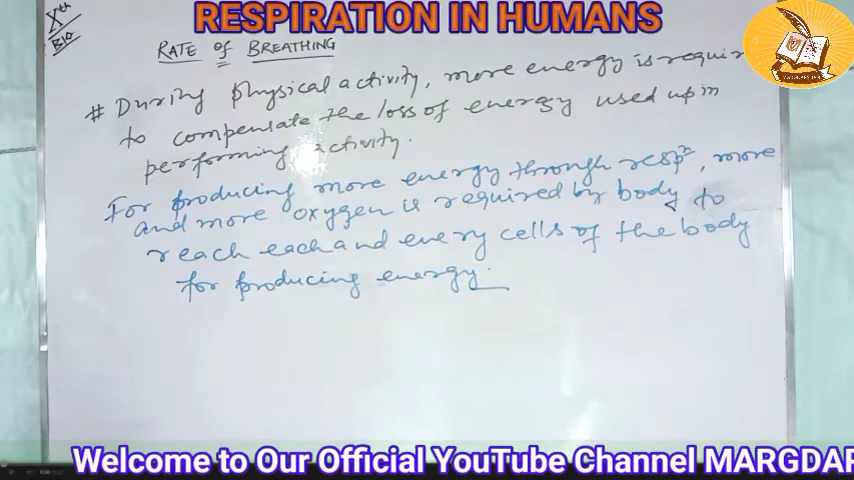 RESPIRATION IN HUMANS
Xth
BIO
RATE of BREATHING
# During physical activity, more energy is requir
to compensate the loss of energy used up in
performing activity.
For producing more energy through respⁿ, more
and more oxygen is required by body to
reach each and every cells of the body
for producing energy.
Welcome to Our Official YouTube Channel MARGDAR